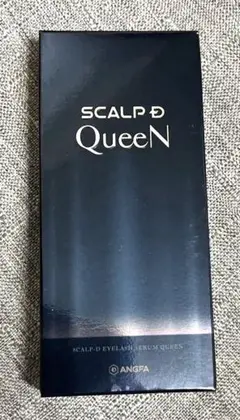 SCALP Ð
QueeN
SCALP-D EYELASH SERUM QUEEN
D ANGFA